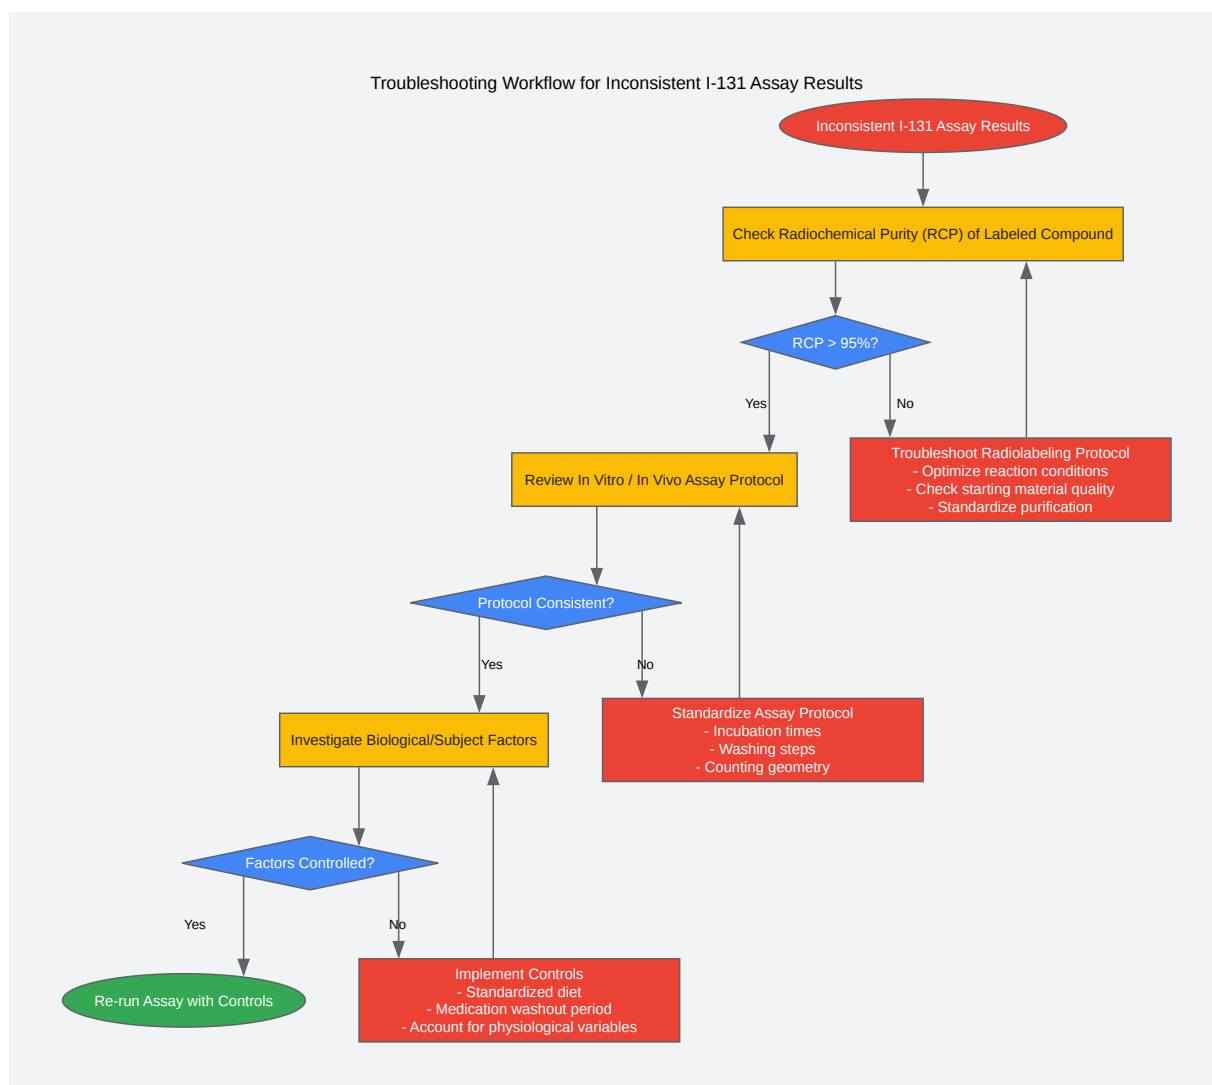 Troubleshooting Workflow for Inconsistent I-131 Assay Results
Inconsistent I-131 Assay Results
Check Radiochemical Purity (RCP) of Labeled Compound
RCP > 95%?
Yes
No
Troubleshoot Radiolabeling Protocol
- Optimize reaction conditions
- Check starting material quality
- Standardize purification
Review In Vitro / In Vivo Assay Protocol
Protocol Consistent?
Yes
No
Standardize Assay Protocol
- Incubation times
- Washing steps
- Counting geometry
Investigate Biological/Subject Factors
Factors Controlled?
Yes
No
Implement Controls
- Standardized diet
- Medication washout period
- Account for physiological variables
Re-run Assay with Controls